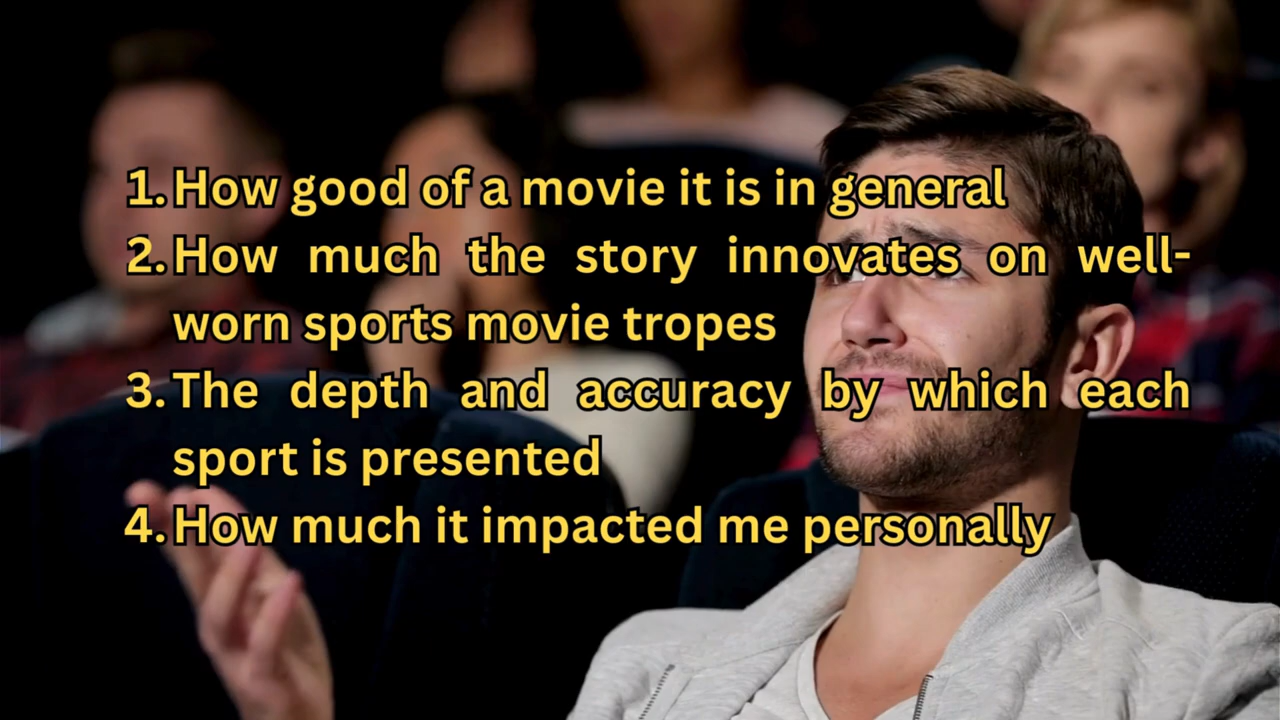 1. How good of a movie it is in general
2. How much the story innovates on well-
worn sports movie tropes
3. The depth and accuracy by which each
sport is presented
4. How much it impacted me personally